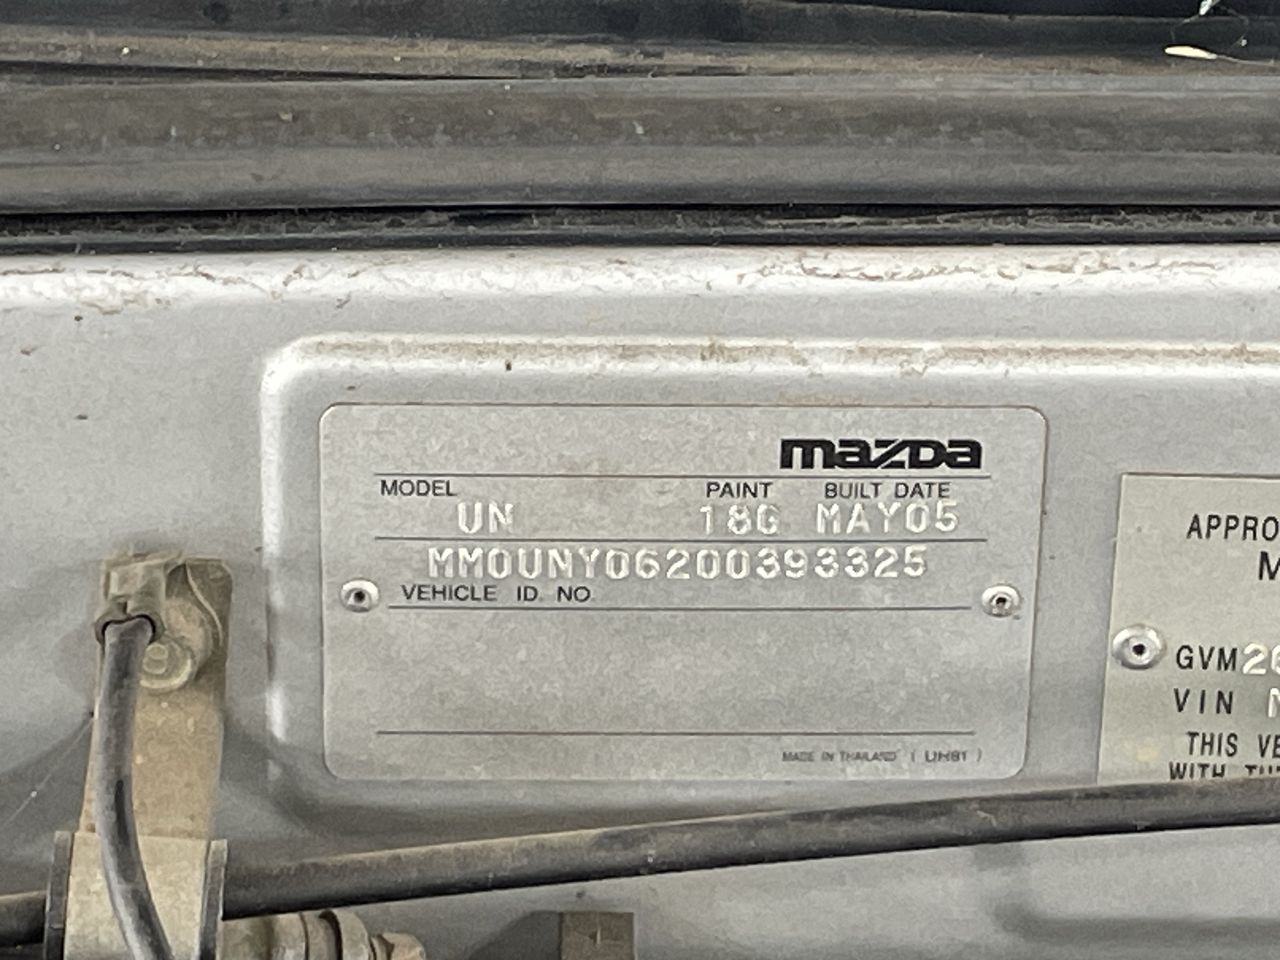 mazda
MODEL PAINT BUILT DATE
UN 18G MAY05
MM0UNY06200393325
VEHICLE ID. NO.
MADE IN THAILAND ( UH81 )
APPRO
M
GVM 26
VIN
THIS VE
WITH